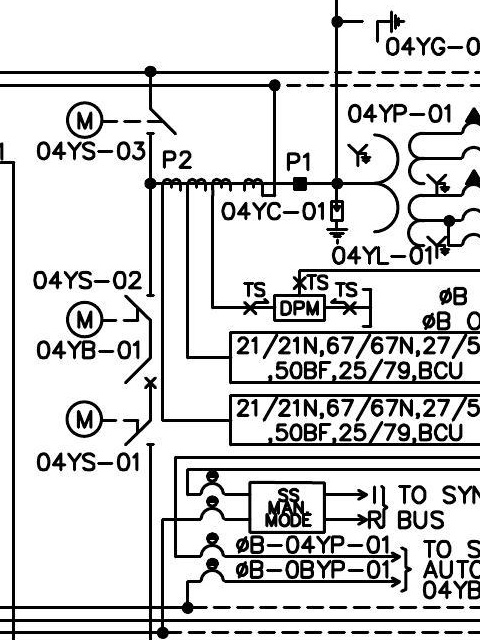 04YG-0
M
04YP-01
04YS-03
P2
P1
04YC-01
04YL-01
04YS-02
TS
TS
TS
M
DPM
ØB
ØB 0
04YB-01
21/21N,67/67N,27/5
,50BF,25/79,BCU
M
21/21N,67/67N,27/5
,50BF,25/79,BCU
04YS-01
SS
MAN.
MODE
I
TO SYN
R
BUS
ØB-04YP-01
TO S
ØB-0BYP-01
AUTO
04YB